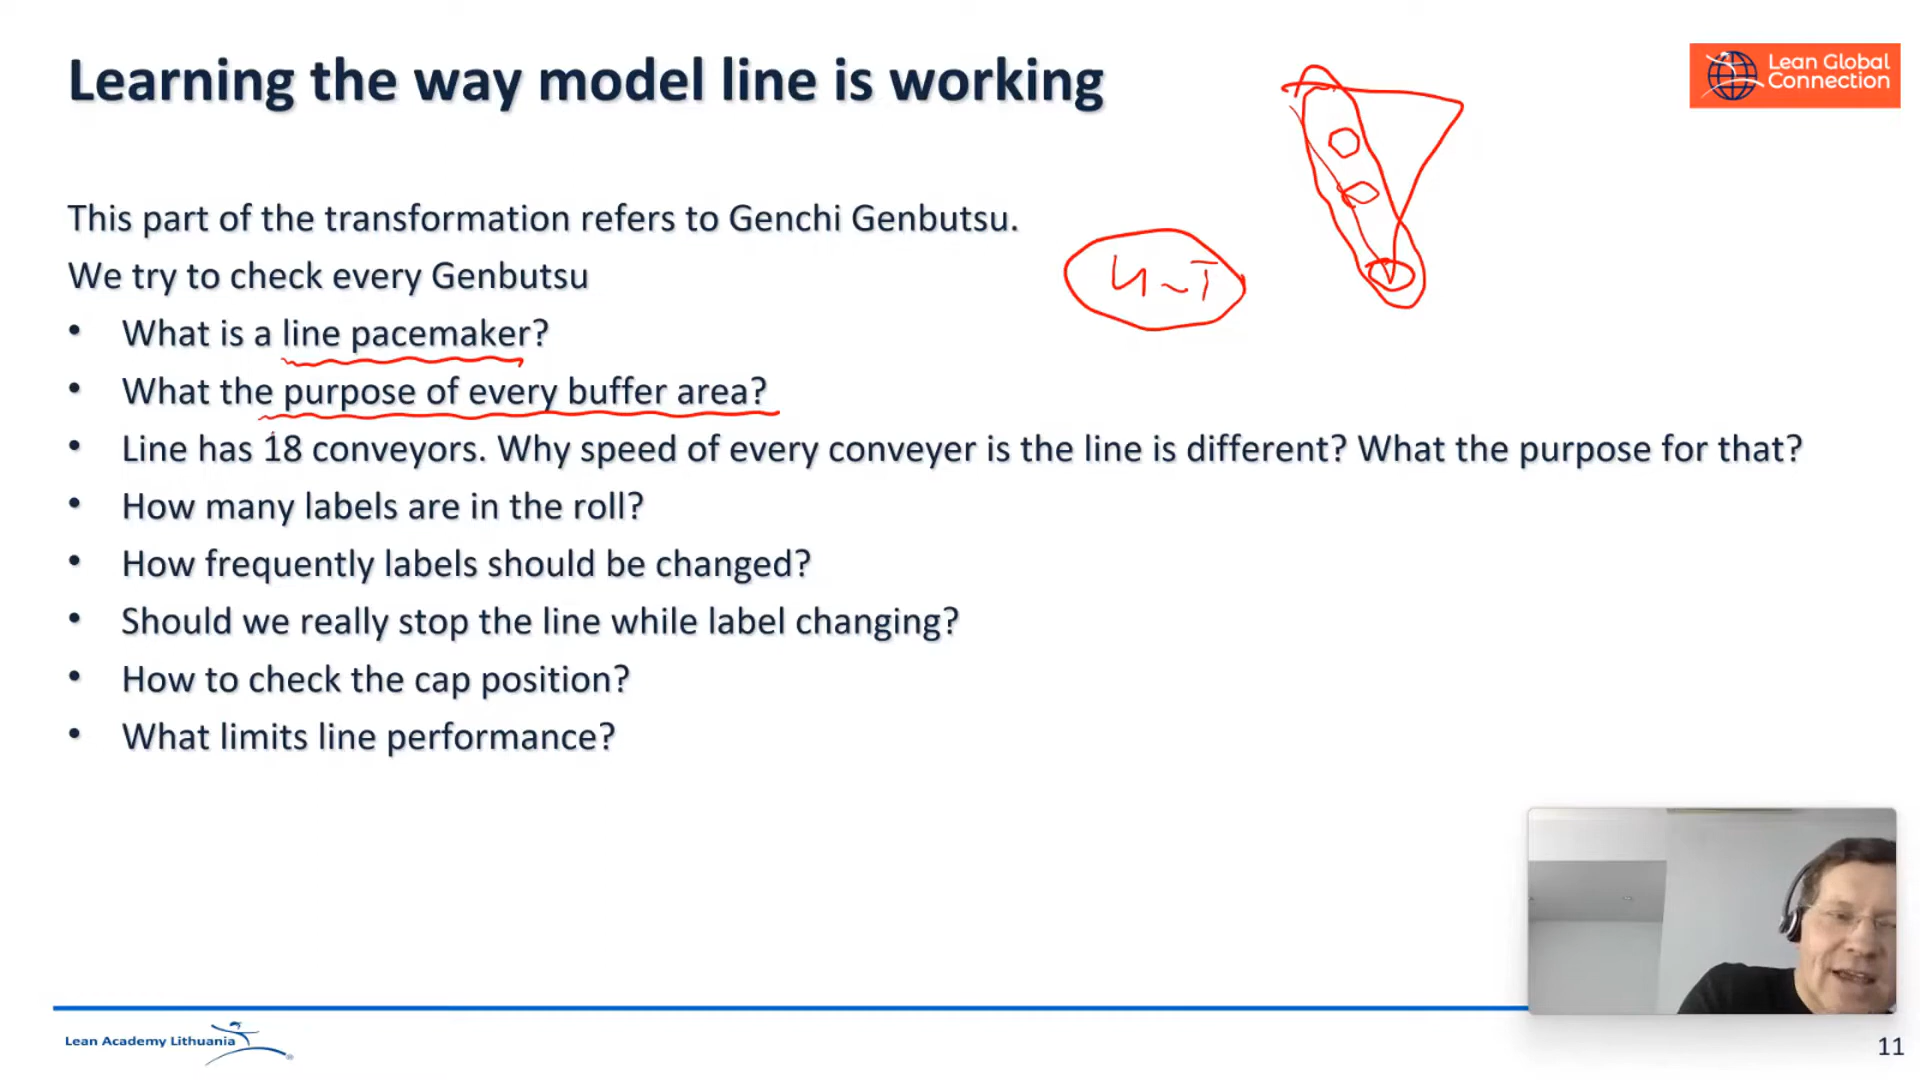 Learning the way model line is working
Lean Global
Connection
This part of the transformation refers to Genchi Genbutsu.
We try to check every Genbutsu
• What is a line pacemaker?
• What the purpose of every buffer area?
• Line has 18 conveyors. Why speed of every conveyer is the line is different? What the purpose for that?
• How many labels are in the roll?
• How frequently labels should be changed?
• Should we really stop the line while label changing?
• How to check the cap position?
• What limits line performance?
Lean Academy Lithuania
11